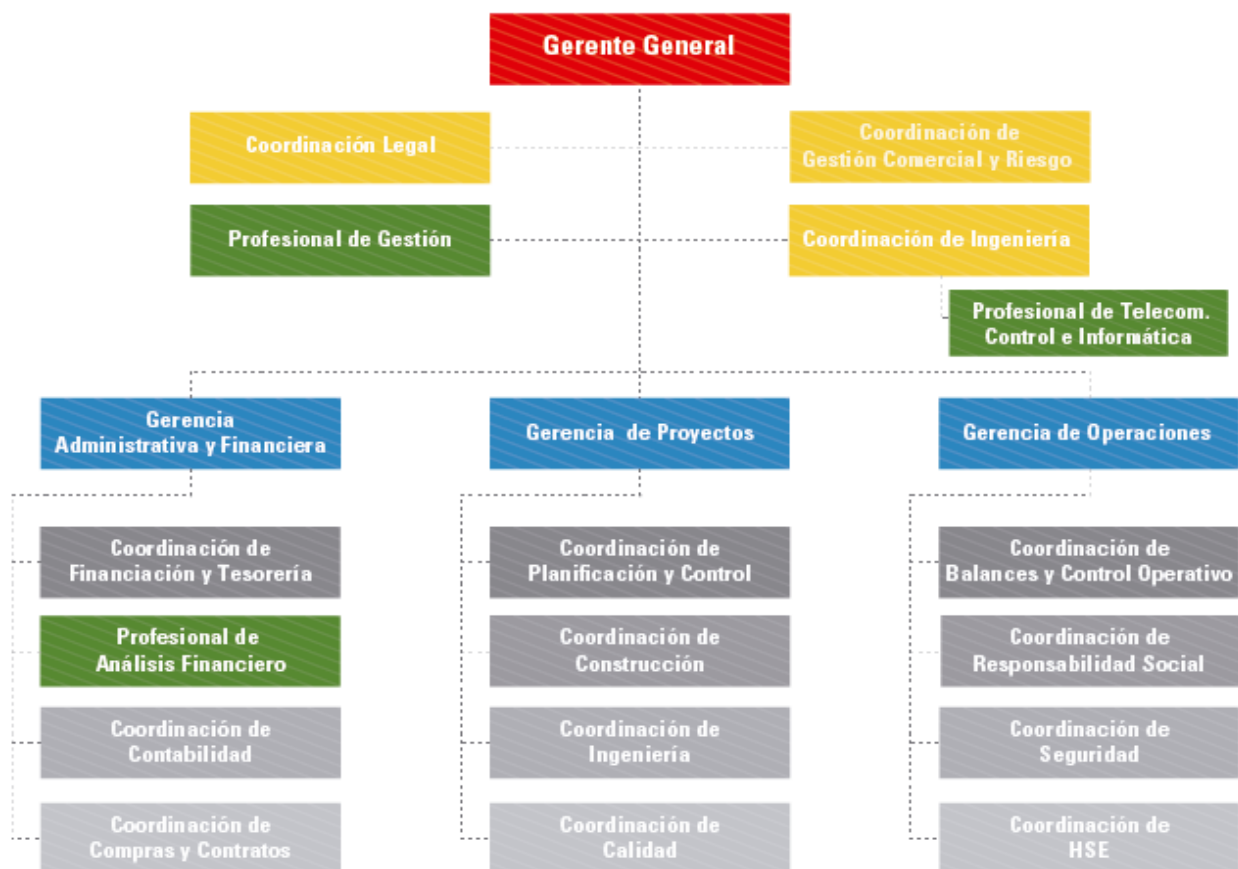 Gerente General
Coordinación Legal
Coordinación de
Gestión Comercial y Riesgo
Profesional de Gestión
Coordinación de Ingeniería
Profesional de Telecom.
Control e Informática
Gerencia
Administrativa y Financiera
Gerencia de Proyectos
Gerencia de Operaciones
Coordinación de
Financiación y Tesorería
Coordinación de
Planificación y Control
Coordinación de
Balances y Control Operativo
Profesional de
Análisis Financiero
Coordinación de
Construcción
Coordinación de
Responsabilidad Social
Coordinación de
Contabilidad
Coordinación de
Ingeniería
Coordinación de
Seguridad
Coordinación de
Compras y Contratos
Coordinación de
Calidad
Coordinación de
HSE